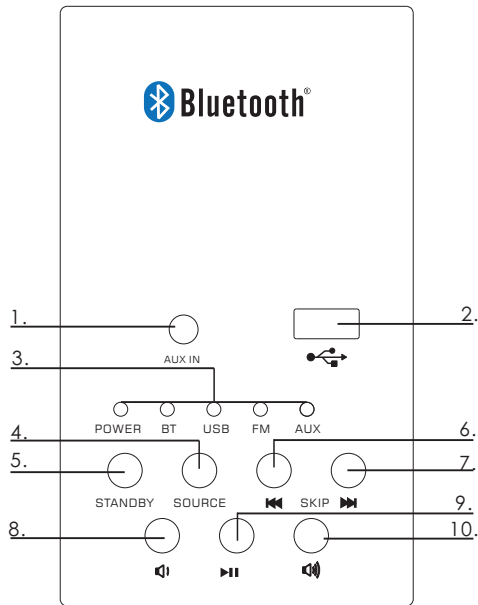 Bluetooth®
1.
2.
AUX IN
3.
POWER BT USB FM AUX
4.
6.
5.
7.
STANDBY SOURCE SKIP
9.
8.
10.